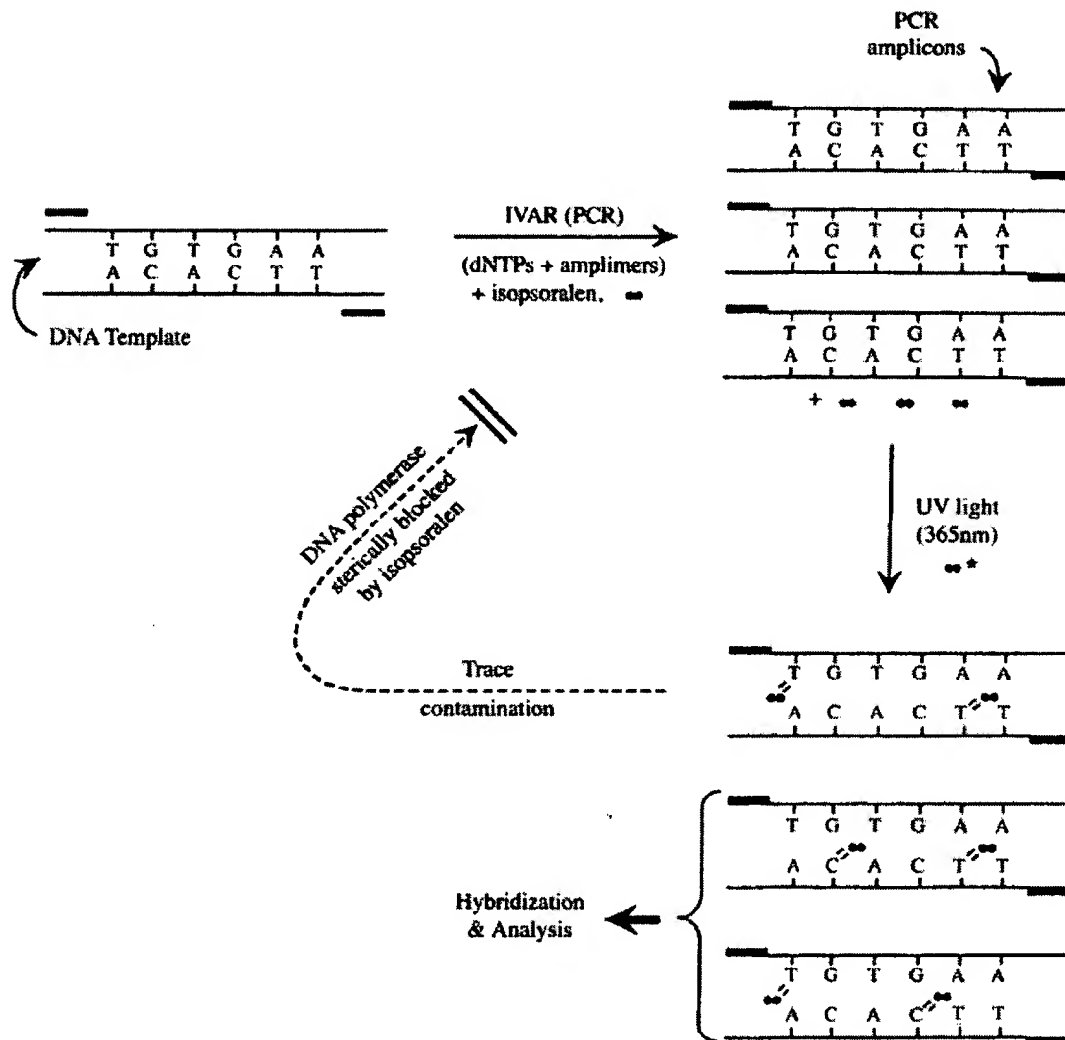 PCR
amplicons
T G T G A A
A C A C T T
T G T G A A
A C A C T T
DNA Template
IVAR (PCR)
(dNTPs + amplimers)
+ isopsoralen,
T G T G A A
A C A C T T
T G T G A A
A C A C T T
+
UV light
(365nm)
*
DNA polymerase
sterically blocked
by isopsoralen
Trace
contamination
T G T G A A
A C A C T T
T G T G A A
A C A C T T
Hybridization
& Analysis
T G T G A A
A C A C T T